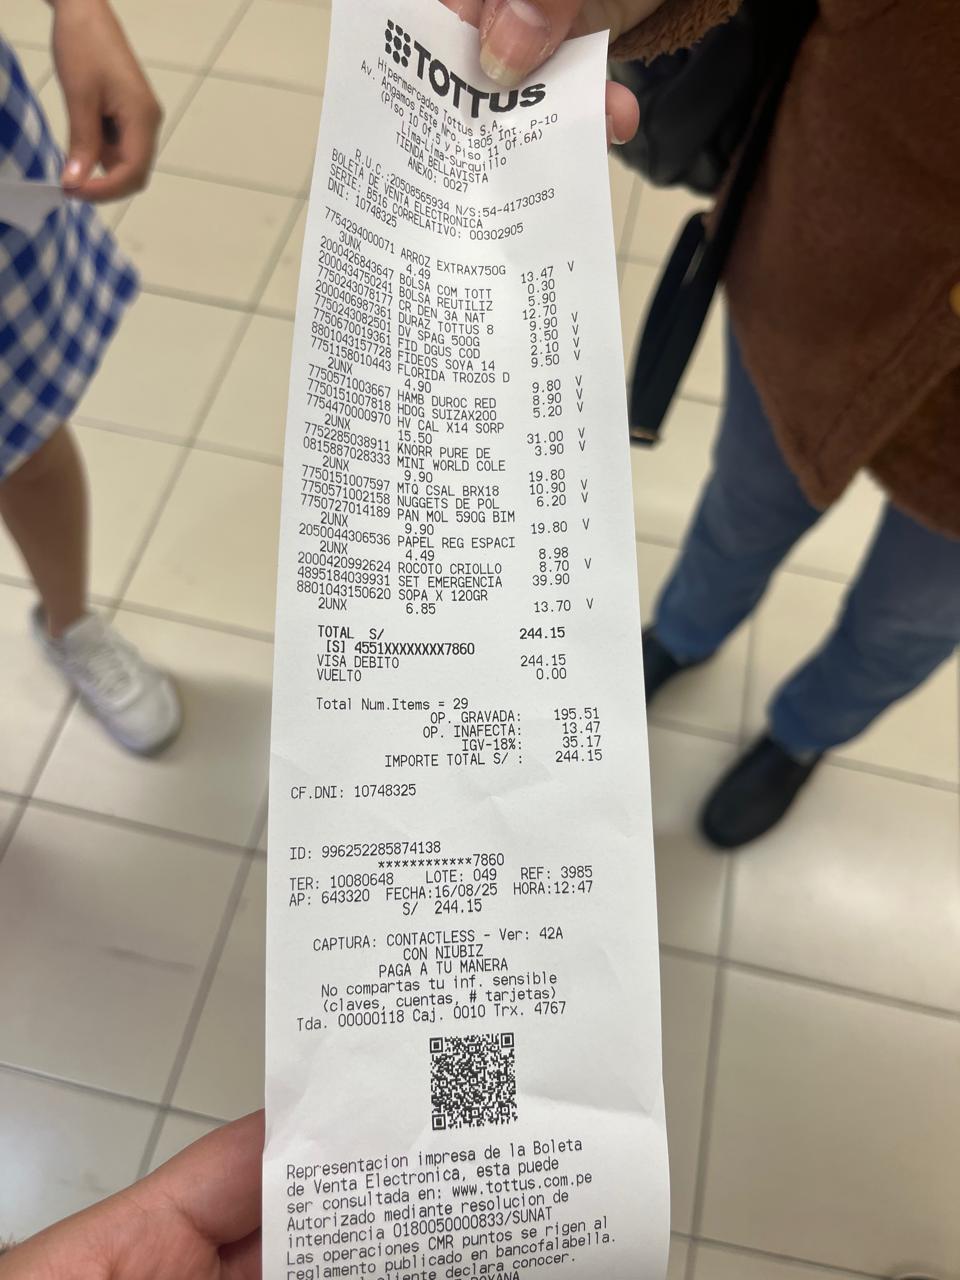 TOTTUS
Hipermercados Tottus S.A.
Av. Angamos Este Nro. 1805 Int. P-10
(Piso 10 Of.5 y Piso 11 Of.6A)
Lima-Lima-Surquillo
TIENDA BELLAVISTA
ANEXO: 0027
R.U.C.:20508565934 N/S:54-41730383
BOLETA DE VENTA ELECTRONICA
SERIE: B516 CORRELATIVO: 00302905
DNI: 10748325
7754294000071 ARROZ EXTRAX750G
3UNX 4.49 13.47 V
2000426843647 BOLSA COM TOTT 0.30
2000434750241 BOLSA REUTILIZ 5.90
7750243078177 CR DEN 3A NAT 12.70 V
2000406987361 DURAZ TOTTUS 8 9.90 V
7750243082501 DV SPAG 500G 3.50 V
7750670019361 FID DGUS COD 2.10 V
8801043157728 FIDEOS SOYA 14 9.50 V
7751158010443 FLORIDA TROZOS D
2UNX 4.90 9.80 V
7750571003667 HAMB DUROC RED 8.90 V
7750151007818 HDOG SUIZAX200 5.20 V
7754470000970 HV CAL X14 SORP
2UNX 15.50 31.00 V
7752285038911 KNORR PURE DE 3.90 V
0815887028333 MINI WORLD COLE
2UNX 9.90 19.80
7750151007597 MTQ CSAL BRX18 10.90 V
7750571002158 NUGGETS DE POL 6.20 V
7750727014189 PAN MOL 590G BIM
2UNX 9.90 19.80 V
2050044306536 PAPEL REG ESPACI
2UNX 4.49 8.98
2000420992624 ROCOTO CRIOLLO 8.70 V
4895184039931 SET EMERGENCIA 39.90
8801043150620 SOPA X 120GR
2UNX 6.85 13.70 V
TOTAL S/ 244.15
[S] 4551XXXXXXXX7860
VISA DEBITO 244.15
VUELTO 0.00
Total Num.Items = 29
OP. GRAVADA: 195.51
OP. INAFECTA: 13.47
IGV-18%: 35.17
IMPORTE TOTAL S/ : 244.15
CF.DNI: 10748325
ID: 996252285874138
************7860
TER: 10080648 LOTE: 049 REF: 3985
AP: 643320 FECHA:16/08/25 HORA:12:47
S/ 244.15
CAPTURA: CONTACTLESS - Ver: 42A
CON NIUBIZ
PAGA A TU MANERA
No compartas tu inf. sensible
(claves, cuentas, # tarjetas)
Tda. 00000118 Caj. 0010 Trx. 4767
Representacion impresa de la Boleta
de Venta Electronica, esta puede
ser consultada en: www.tottus.com.pe
Autorizado mediante resolucion de
intendencia 0180050000833/SUNAT
Las operaciones CMR puntos se rigen al
reglamento publicado en bancofalabella.
cliente declara conocer.